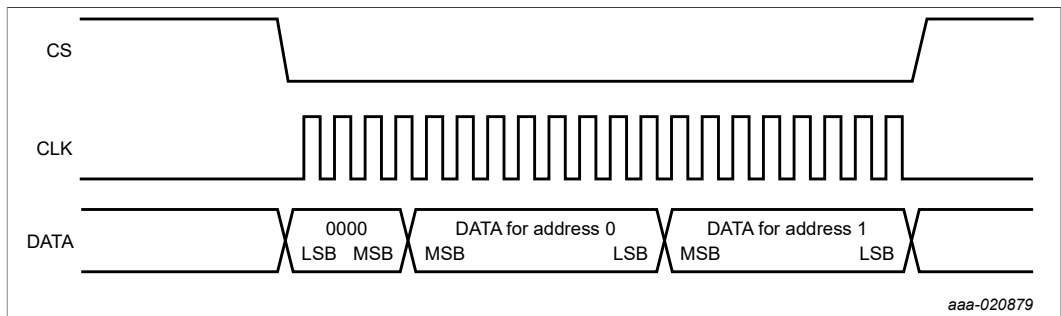 CS
CLK
DATA
0000
LSB MSB
DATA for address 0
MSB LSB
DATA for address 1
MSB LSB
aaa-020879